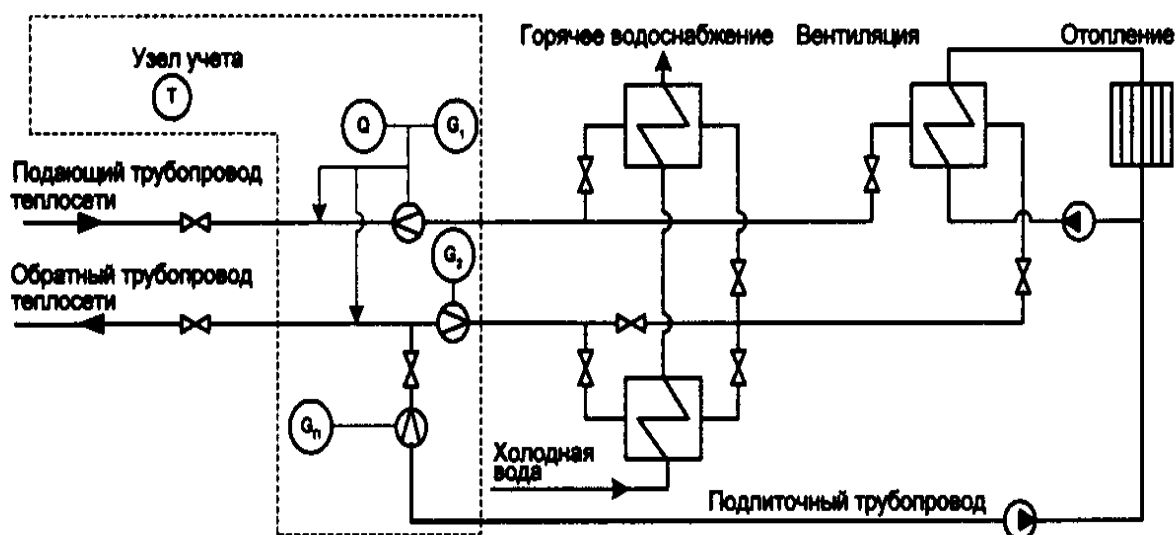 Узел учета
T
Горячее водоснабжение
Вентиляция
Отопление
Q
G₁
Подающий трубопровод
теплосети
G₂
Обратный трубопровод
теплосети
Gп
Холодная
вода
Подпиточный трубопровод